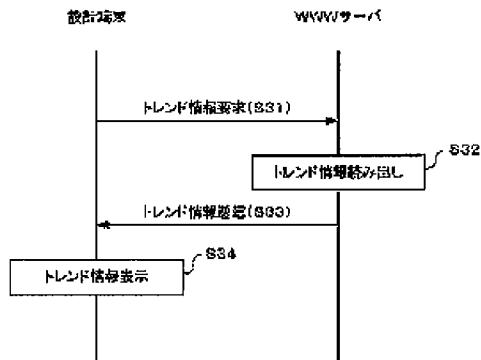 設計端末
WWWサーバ
トレンド情報要求(S31)
S32
トレンド情報読み出し
トレンド情報送信(S33)
S34
トレンド情報表示